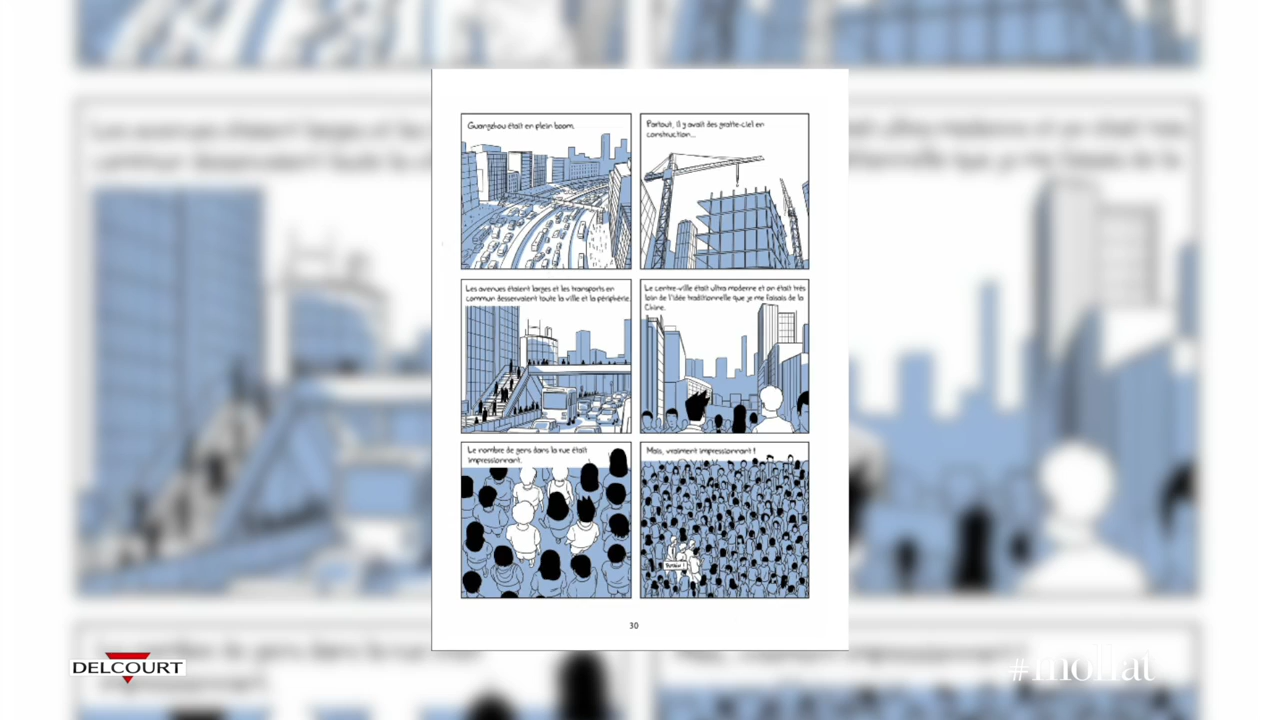 Guangzhou était en plein boom.
Partout, il y avait des gratte-ciel en
construction...
Les avenues étaient larges et les transports en
commun desservaient toute la ville et la périphérie.
Le centre-ville était ultra moderne et on était très
loin de l'idée traditionnelle que je me faisais de la
Chine.
Le nombre de gens dans la rue était
impressionnant.
Mais, vraiment impressionnant !
30
DELCOURT
#mollat